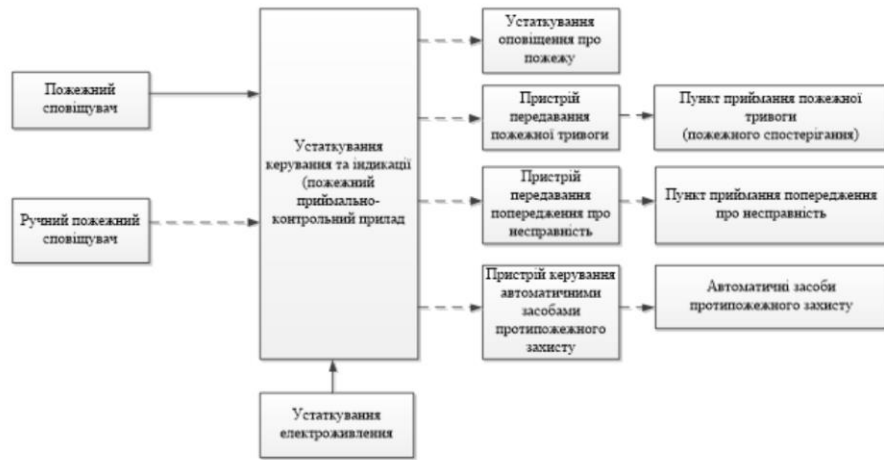 Пожежний
сповіщувач
Ручний пожежний
сповіщувач
Устаткування
керування та індикації
(пожежний
приймально-
контрольний прилад
Устаткування
електроживлення
Устаткування
оповіщення про
пожежу
Пристрій
передавання
пожежної тривоги
Пункт приймання пожежної
тривоги
(пожежного спостерігання)
Пристрій
передавання
попередження про
несправність
Пункт приймання попередження
про несправність
Пристрій керування
автоматичними
засобами
протипожежного
захисту
Автоматичні засоби
протипожежного захисту